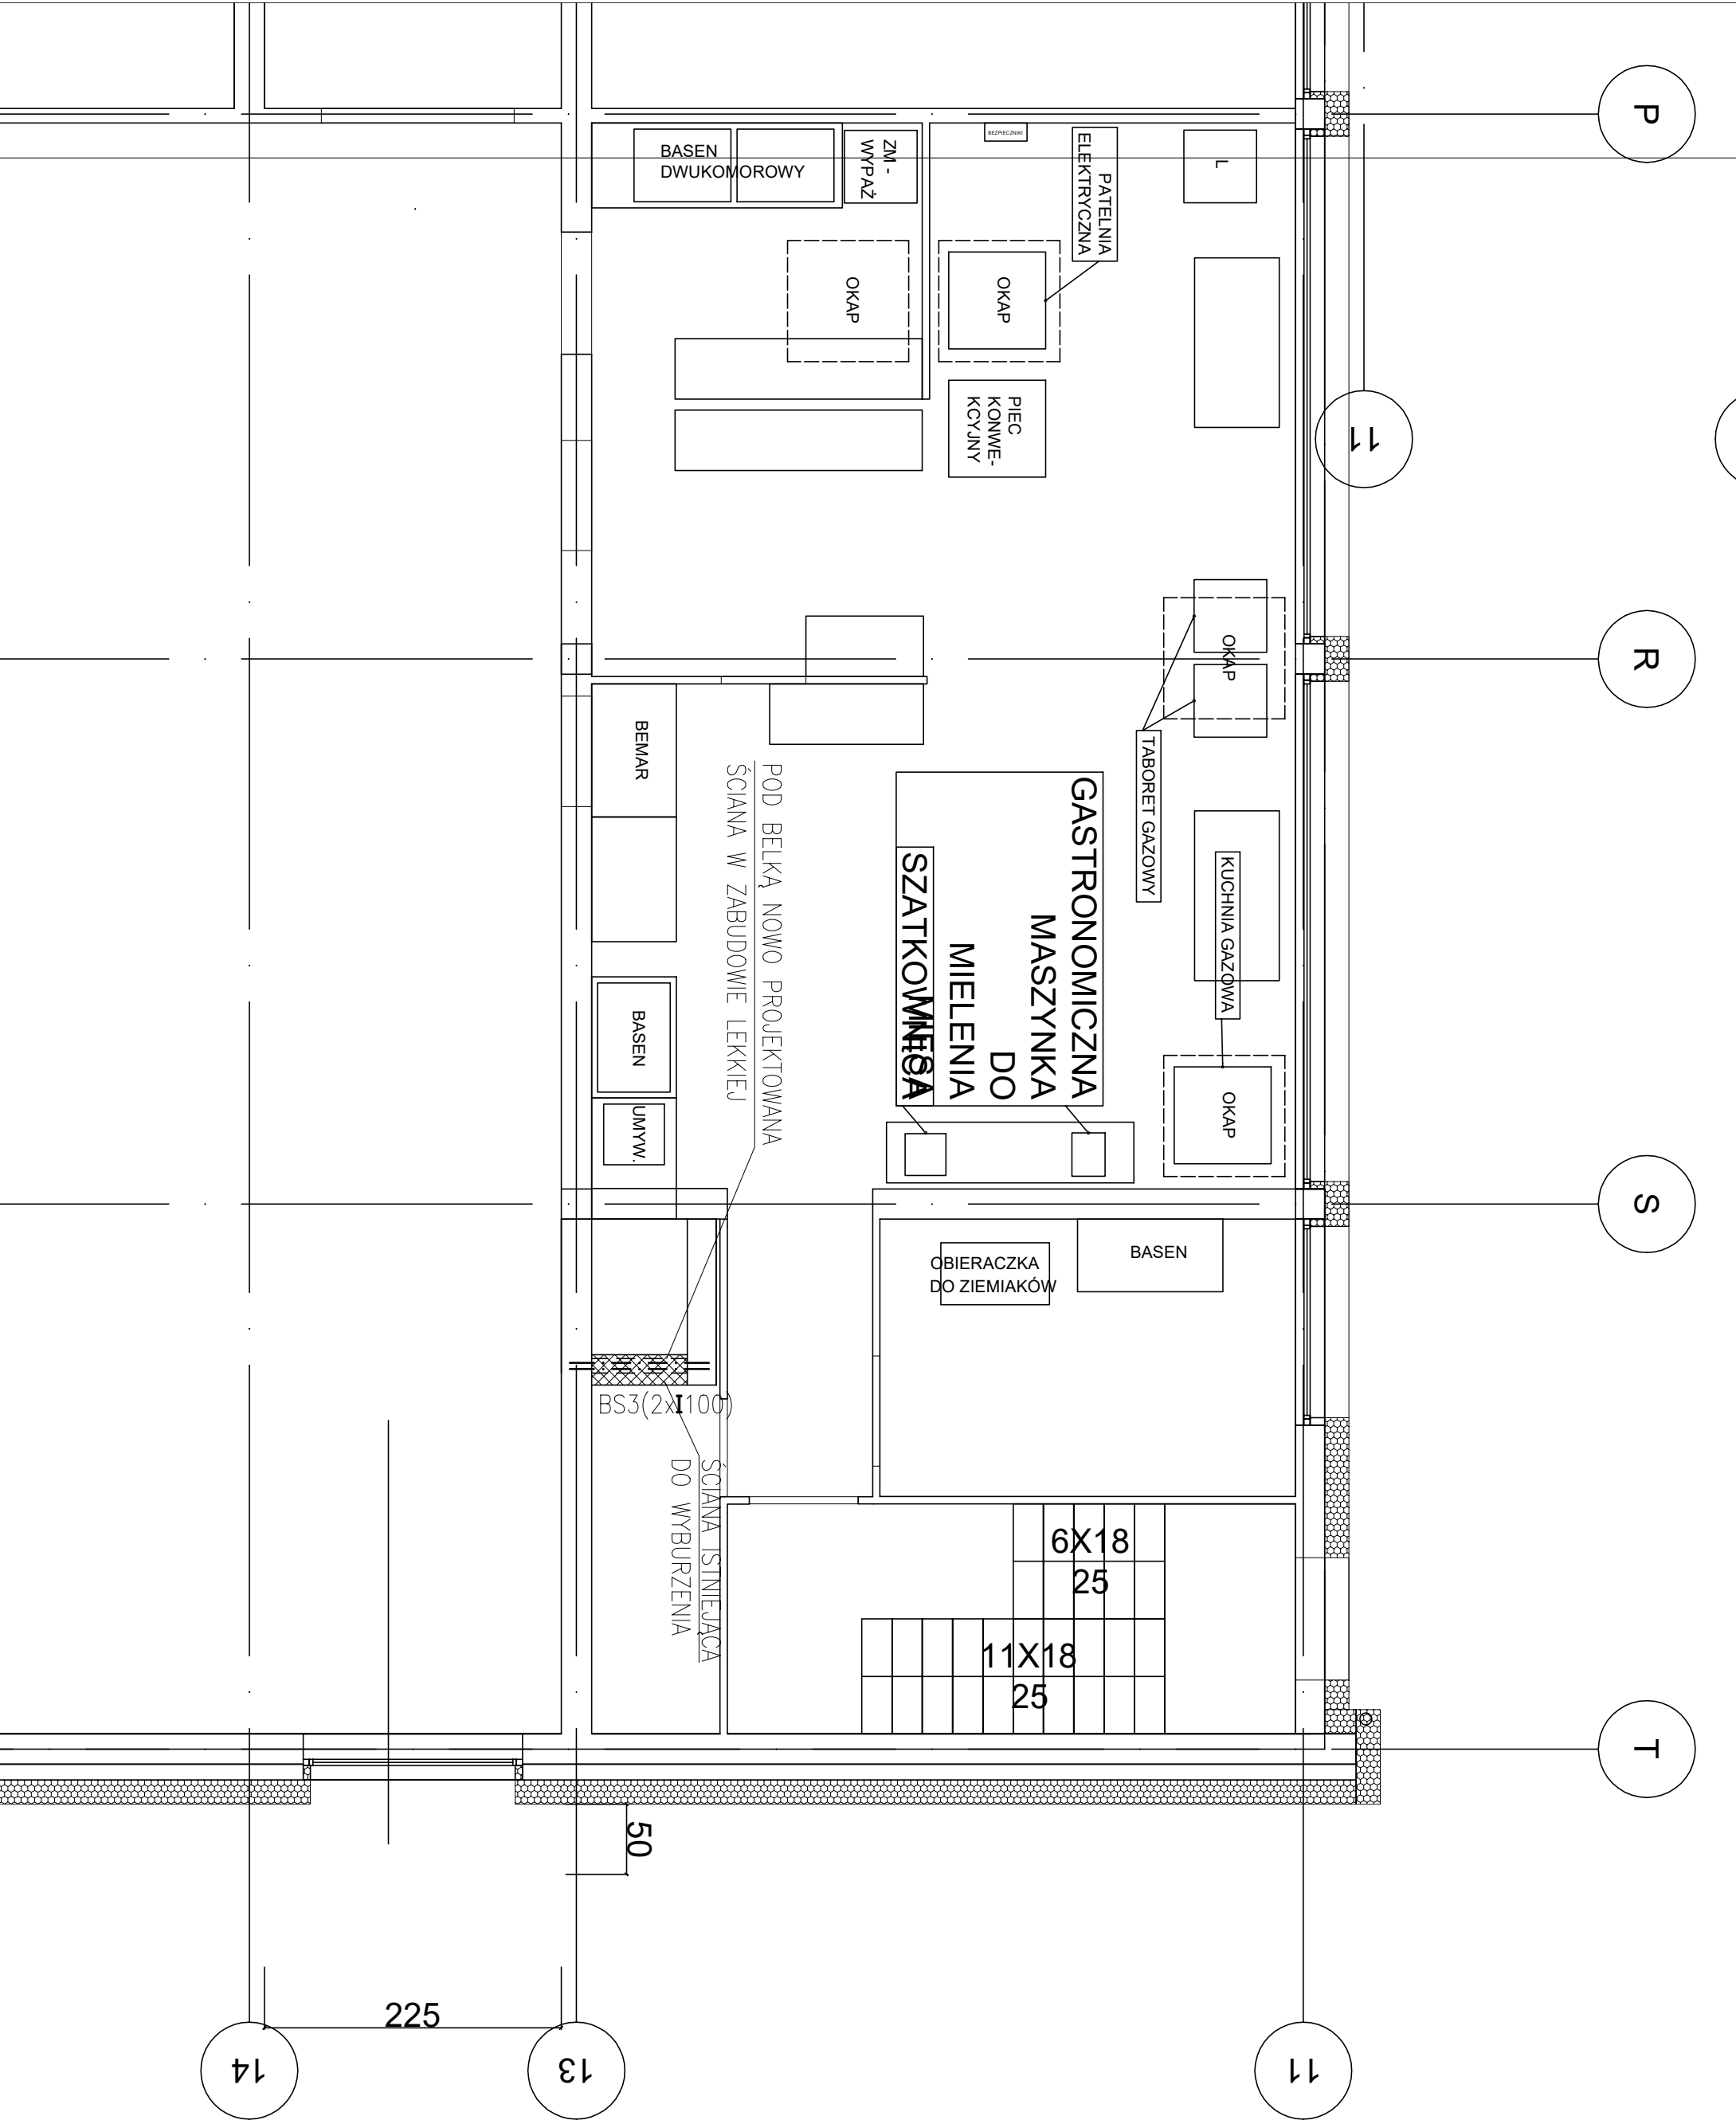 P
BASEN
DWUKOMOROWY
ZM -
WYPAŻ
BEZPIECZNIKI
PATELNIA
ELEKTRYCZNA
L
OKAP
OKAP
PIEC
KONWE-
KCYJNY
11
R
OKAP
TABORET GAZOWY
BEMAR
POD BELKĄ NOWO PROJEKTOWANA
ŚCIANA W ZABUDOWIE LEKKIEJ
GASTRONOMICZNA
MASZYNKA
DO
MIELENIA
MIĘSA
SZATKOWNICA
KUCHNIA GAZOWA
BASEN
OKAP
UMYW.
S
OBIERACZKA
DO ZIEMIAKÓW
BASEN
BS3(2xI100)
ŚCIANA ISTNIEJĄCA
DO WYBURZENIA
6X18
25
11X18
25
T
50
225
14
13
11